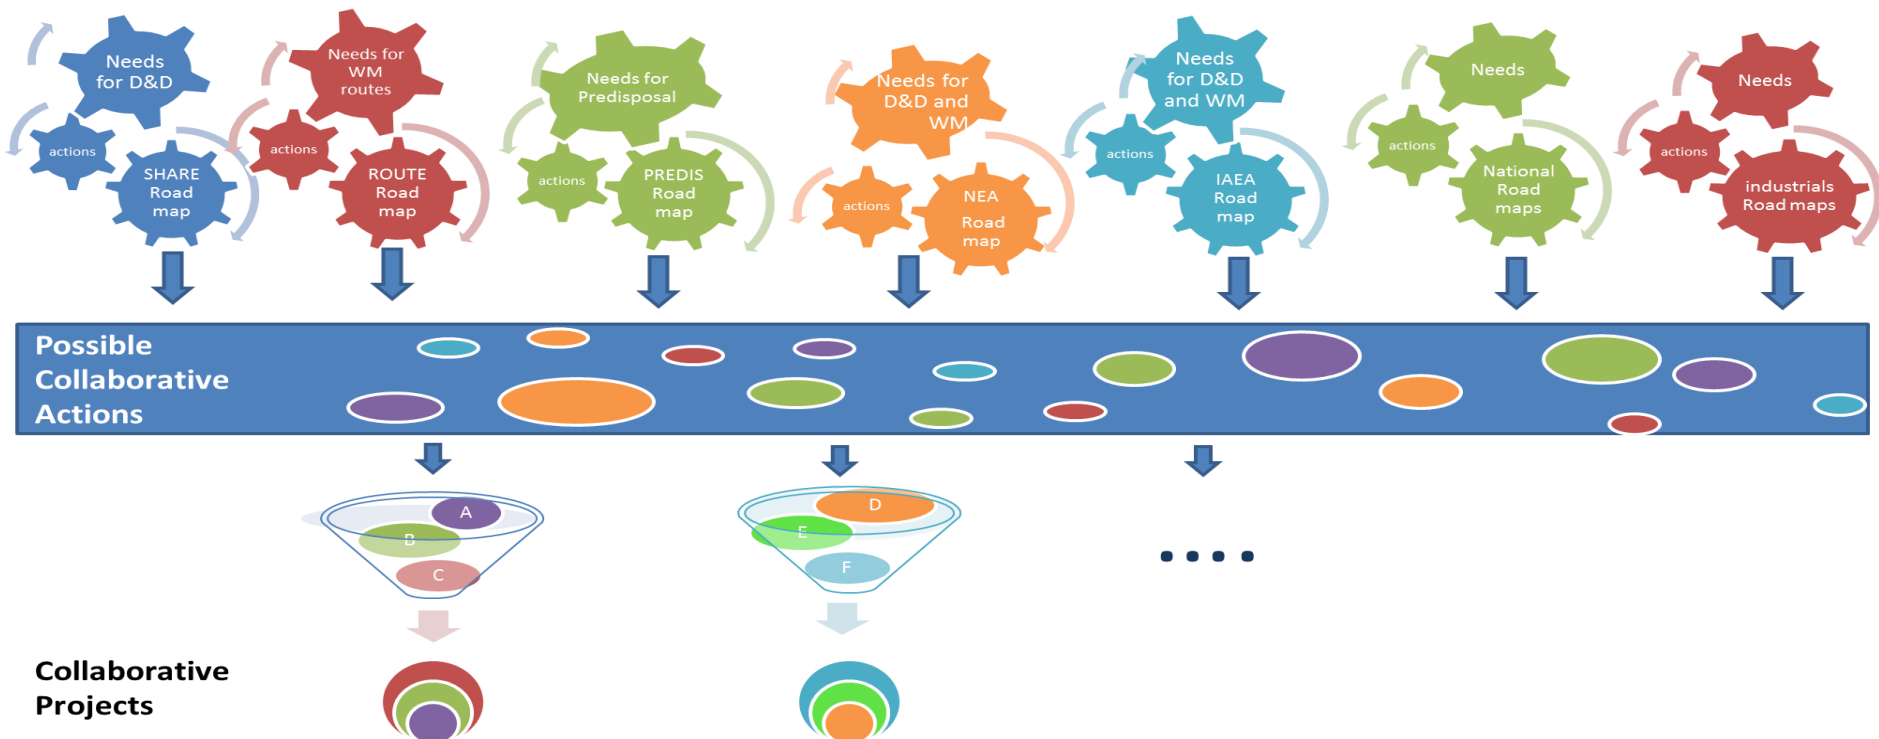 Needs
for D&D
actions
SHARE
Road
map
Needs for
WM
routes
actions
ROUTE
Road
map
Needs for
Predisposal
actions
PREDIS
Road
map
Needs for
D&D and
WM
actions
NEA
Road
map
Needs
for D&D
and WM
actions
IAEA
Road
map
Needs
actions
National
Road
maps
Needs
actions
industrials
Road maps
Possible
Collaborative
Actions
A
B
C
D
E
F
Collaborative
Projects